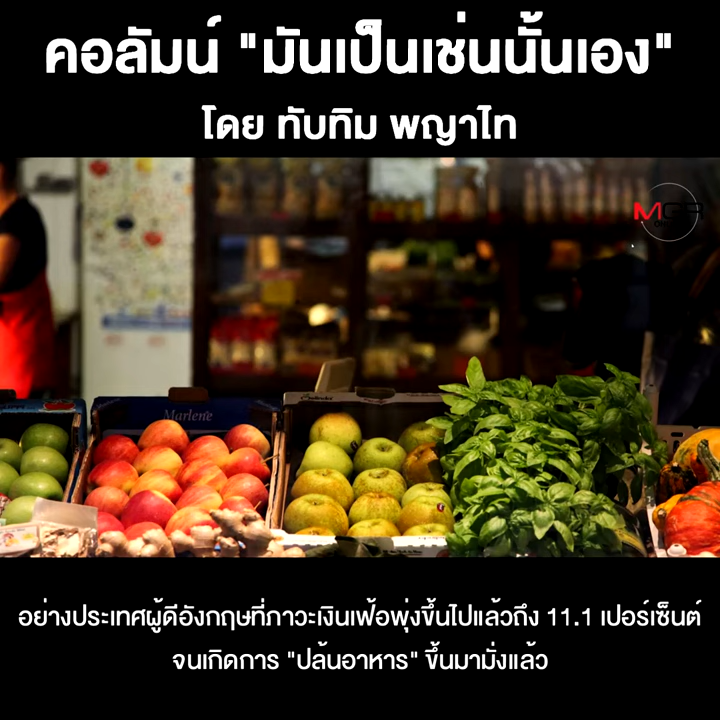 คอลัมน์ "มันเป็นเช่นนั้นเอง"
โดย ทับทิม พญาไท
MGR
Marlene
อย่างประเทศผู้ดีอังกฤษที่ภาวะเงินเฟ้อพุ่งขึ้นไปแล้วถึง 11.1 เปอร์เซ็นต์
จนเกิดการ "ปล้นอาหาร" ขึ้นมามั่งแล้ว